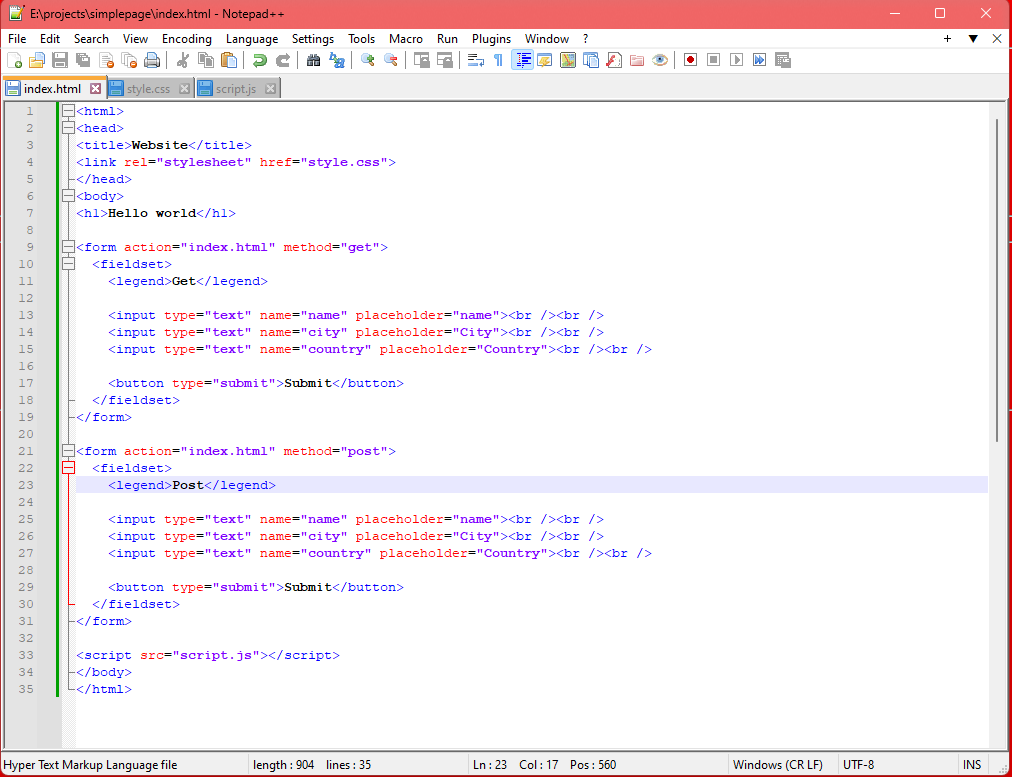 E:\projects\simplepage\index.html - Notepad++
File Edit Search View Encoding Language Settings Tools Macro Run Plugins Window ? + ▼ X
index.html style.css script.js
1 <html>
2 <head>
3 <title>Website</title>
4 <link rel="stylesheet" href="style.css">
5 </head>
6 <body>
7 <h1>Hello world</h1>
8
9 <form action="index.html" method="get">
10 <fieldset>
11 <legend>Get</legend>
12
13 <input type="text" name="name" placeholder="name"><br /><br />
14 <input type="text" name="city" placeholder="City"><br /><br />
15 <input type="text" name="country" placeholder="Country"><br /><br />
16
17 <button type="submit">Submit</button>
18 </fieldset>
19 </form>
20
21 <form action="index.html" method="post">
22 <fieldset>
23 <legend>Post</legend>
24
25 <input type="text" name="name" placeholder="name"><br /><br />
26 <input type="text" name="city" placeholder="City"><br /><br />
27 <input type="text" name="country" placeholder="Country"><br /><br />
28
29 <button type="submit">Submit</button>
30 </fieldset>
31 </form>
32
33 <script src="script.js"></script>
34 </body>
35 </html>
Hyper Text Markup Language file length : 904 lines : 35 Ln : 23 Col : 17 Pos : 560 Windows (CR LF) UTF-8 INS